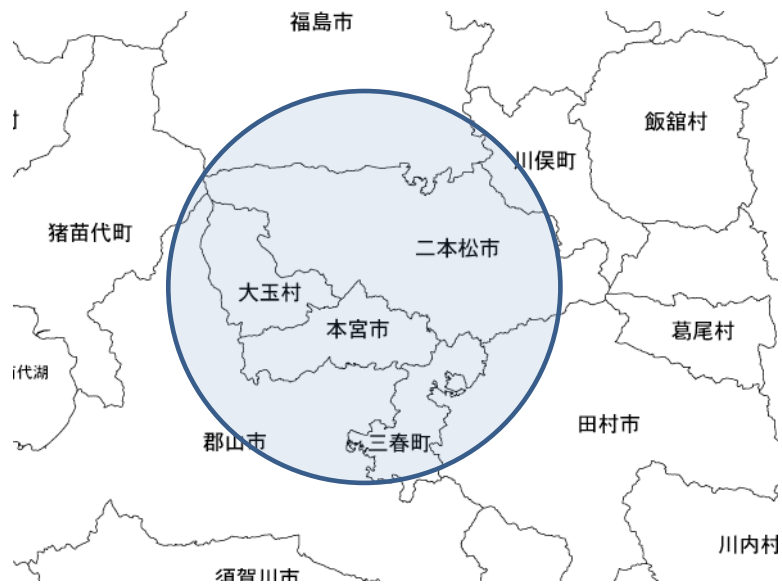 福島市
飯舘村
川俣町
猪苗代町
二本松市
大玉村
本宮市
葛尾村
苗代湖
田村市
郡山市
三春町
川内村
須賀川市